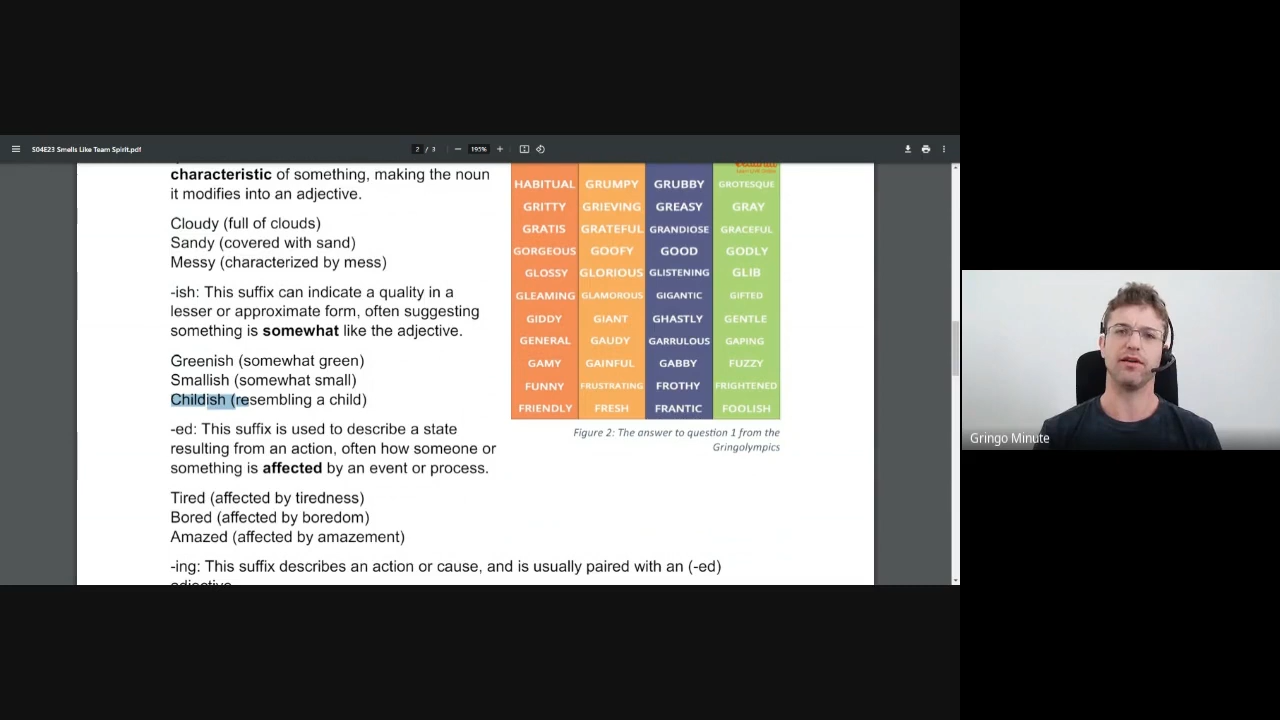 S04E23 Smells Like Team Spirit.pdf
2 / 3
195%
characteristic of something, making the noun
it modifies into an adjective.
Cloudy (full of clouds)
Sandy (covered with sand)
Messy (characterized by mess)
-ish: This suffix can indicate a quality in a
lesser or approximate form, often suggesting
something is somewhat like the adjective.
Greenish (somewhat green)
Smallish (somewhat small)
Childish (resembling a child)
-ed: This suffix is used to describe a state
resulting from an action, often how someone or
something is affected by an event or process.
Tired (affected by tiredness)
Bored (affected by boredom)
Amazed (affected by amazement)
-ing: This suffix describes an action or cause, and is usually paired with an (-ed)
adjective.
HABITUAL GRUMPY GRUBBY GROTESQUE
GRITTY GRIEVING GREASY GRAY
GRATIS GRATEFUL GRANDIOSE GRACEFUL
GORGEOUS GOOFY GOOD GODLY
GLOSSY GLORIOUS GLISTENING GLIB
GLEAMING GLAMOROUS GIGANTIC GIFTED
GIDDY GIANT GHASTLY GENTLE
GENERAL GAUDY GARRULOUS GAPING
GAMY GAINFUL GABBY FUZZY
FUNNY FRUSTRATING FROTHY FRIGHTENED
FRIENDLY FRESH FRANTIC FOOLISH
Figure 2: The answer to question 1 from the
Gringolympics
Gringo Minute